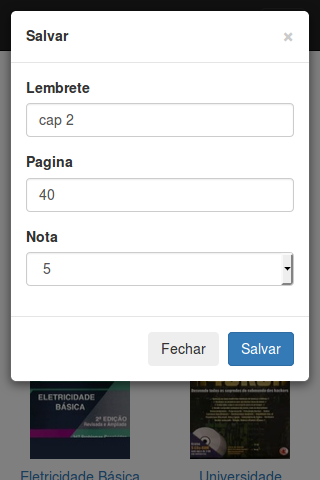 Salvar
×
Lembrete
cap 2
Pagina
40
Nota
5
Fechar
Salvar
ELETRICIDADE
BÁSICA
2ª EDIÇÃO
Revisada e Ampliada
Eletricidade Básica
Universidade